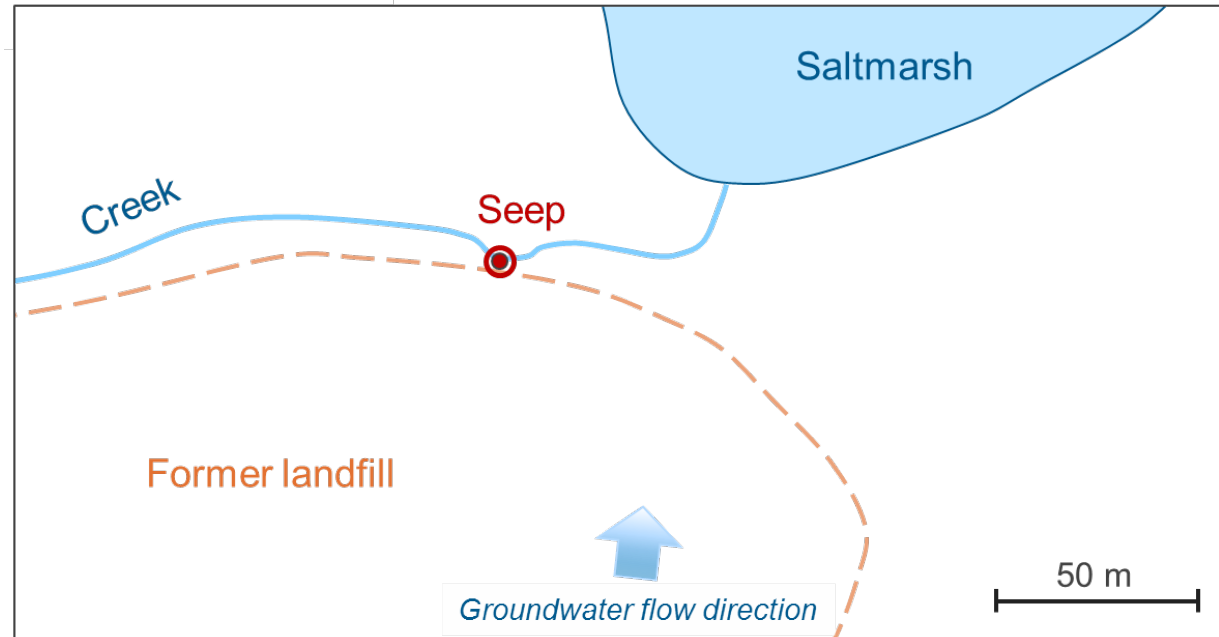 Saltmarsh
Creek
Seep
Former landfill
50 m
Groundwater flow direction